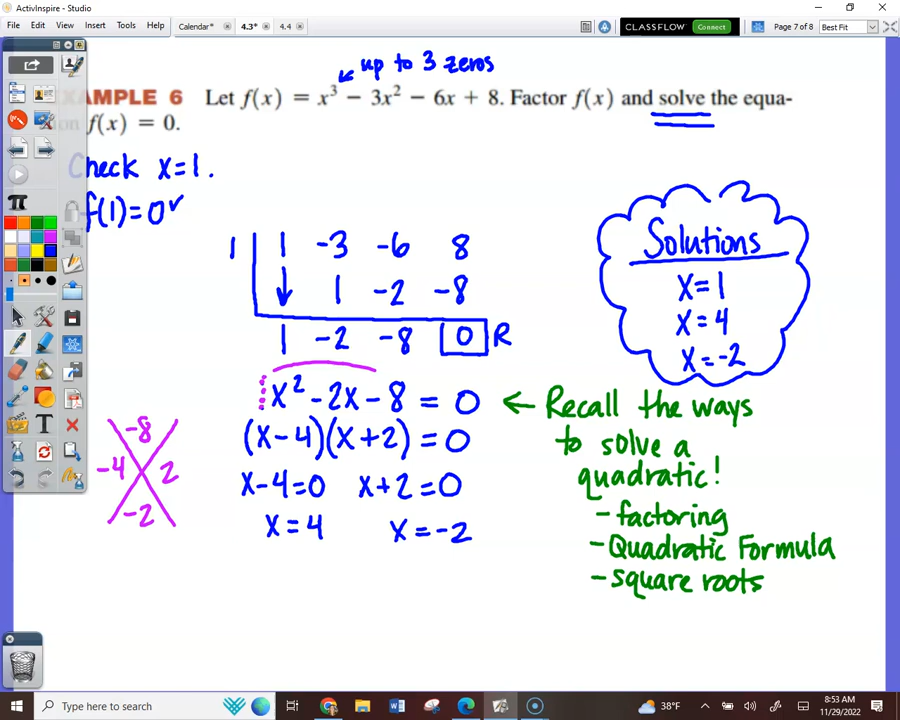 ActivInspire - Studio
File Edit View Insert Tools Help
Calendar* 4.3* 4.4
CLASSFLOW Connect
Page 7 of 8 Best Fit
up to 3 zeros
XAMPLE 6 Let f(x) = x³ − 3x² − 6x + 8. Factor f(x) and solve the equa-
on f(x) = 0.
Check x=1.
f(1)=0✓
1 1 -3 -6 8
1 -2 -8
1 -2 -8 0 R
x² -2x -8 = 0
(x-4)(x+2) = 0
x-4=0 x+2=0
x=4 x=-2
-8
-4 2
-2
Solutions
x=1
x=4
x=-2
← Recall the ways
to solve a
quadratic!
-factoring
-Quadratic Formula
-square roots
Type here to search
38°F
8:53 AM
11/29/2022